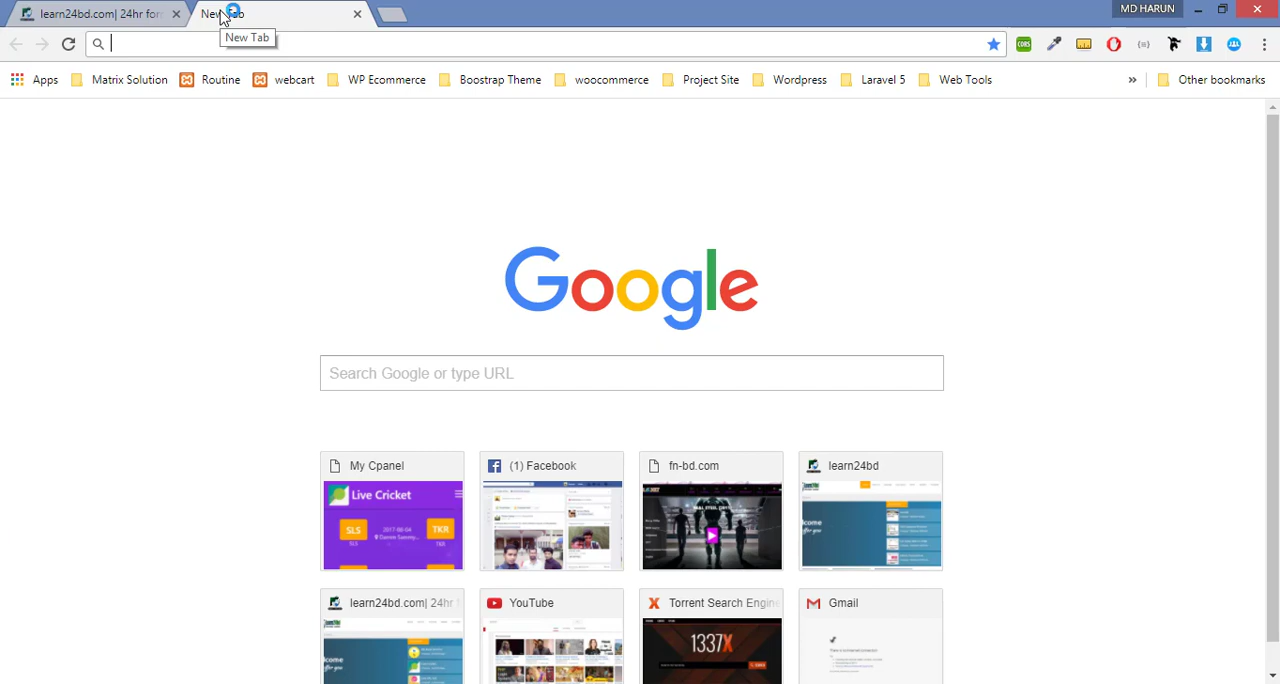 learn24bd.com| 24hr for
New Tab
MD HARUN
New Tab
Apps
Matrix Solution
Routine
webcart
WP Ecommerce
Boostrap Theme
woocommerce
Project Site
Wordpress
Laravel 5
Web Tools
»
Other bookmarks
Google
Search Google or type URL
My Cpanel
(1) Facebook
fn-bd.com
learn24bd
Live Cricket
SLS
2017-08-04
TKR
learn24bd.com| 24hr f
YouTube
Torrent Search Engine
Gmail
1337X